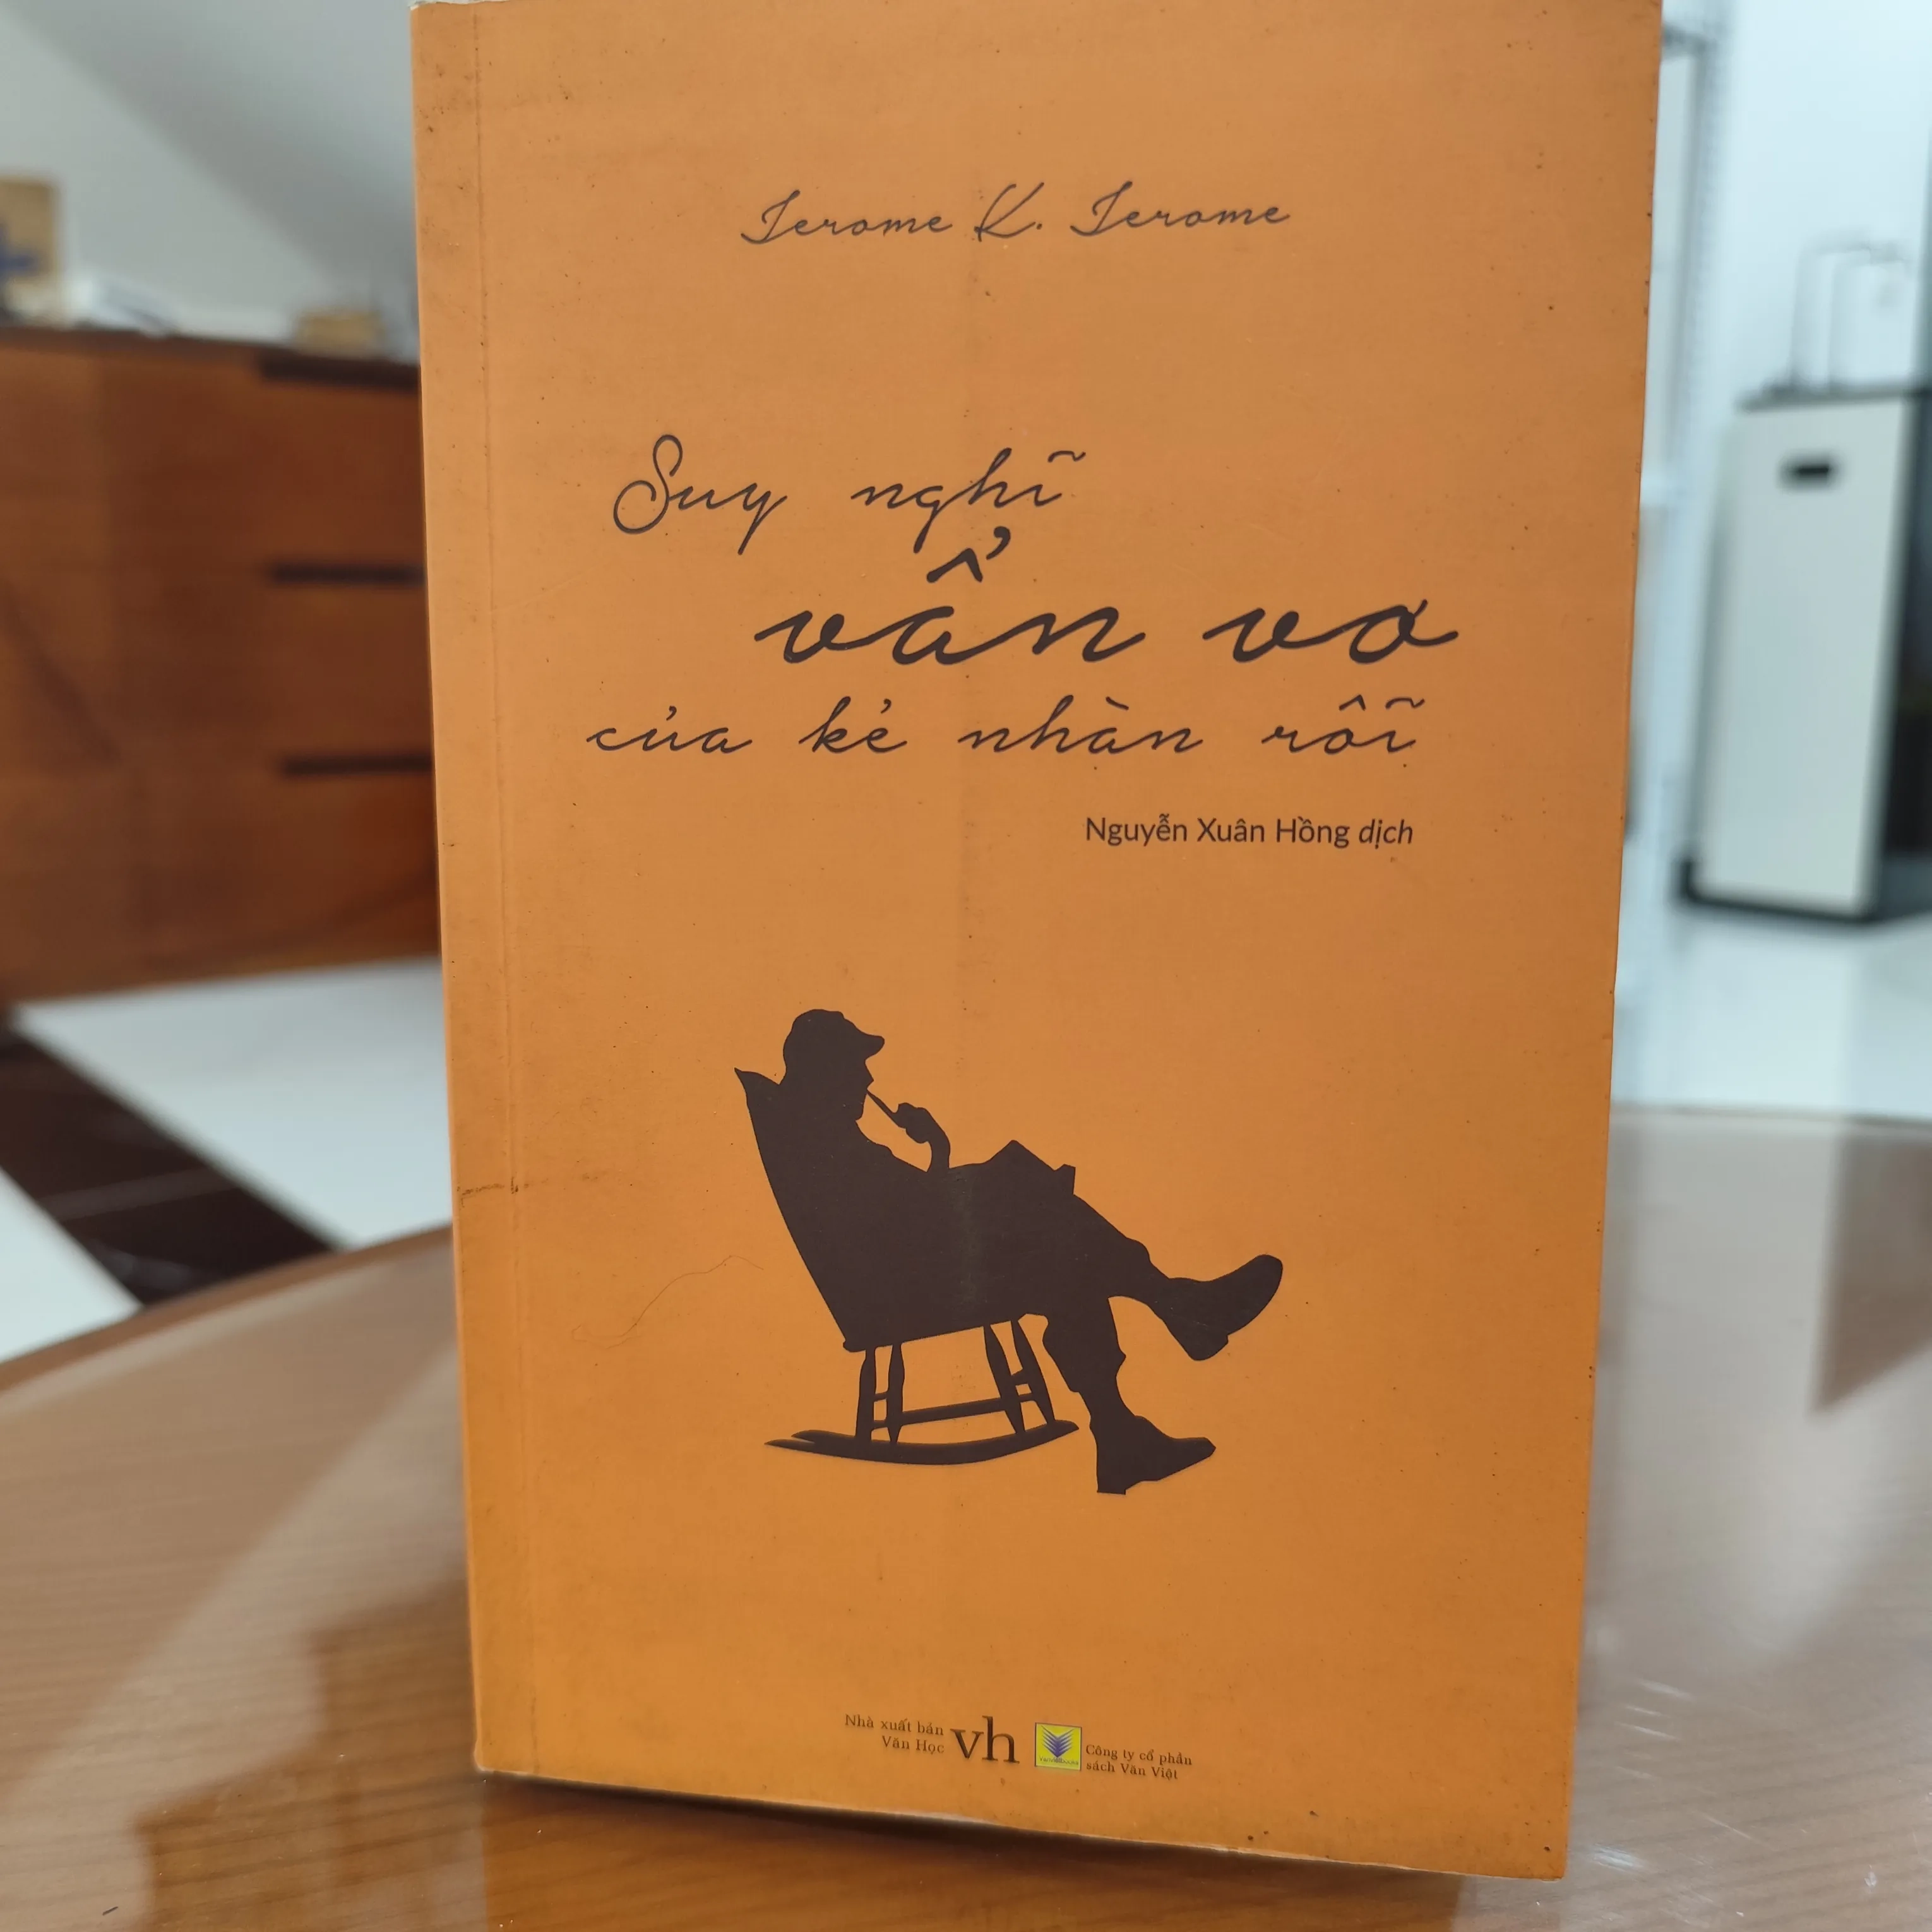 Jerome K. Jerome
Suy nghĩ
vẩn vơ
của kẻ nhàn rỗi
Nguyễn Xuân Hồng dịch
Nhà xuất bản
Văn Học
vh
Công ty cổ phần
sách Văn Việt